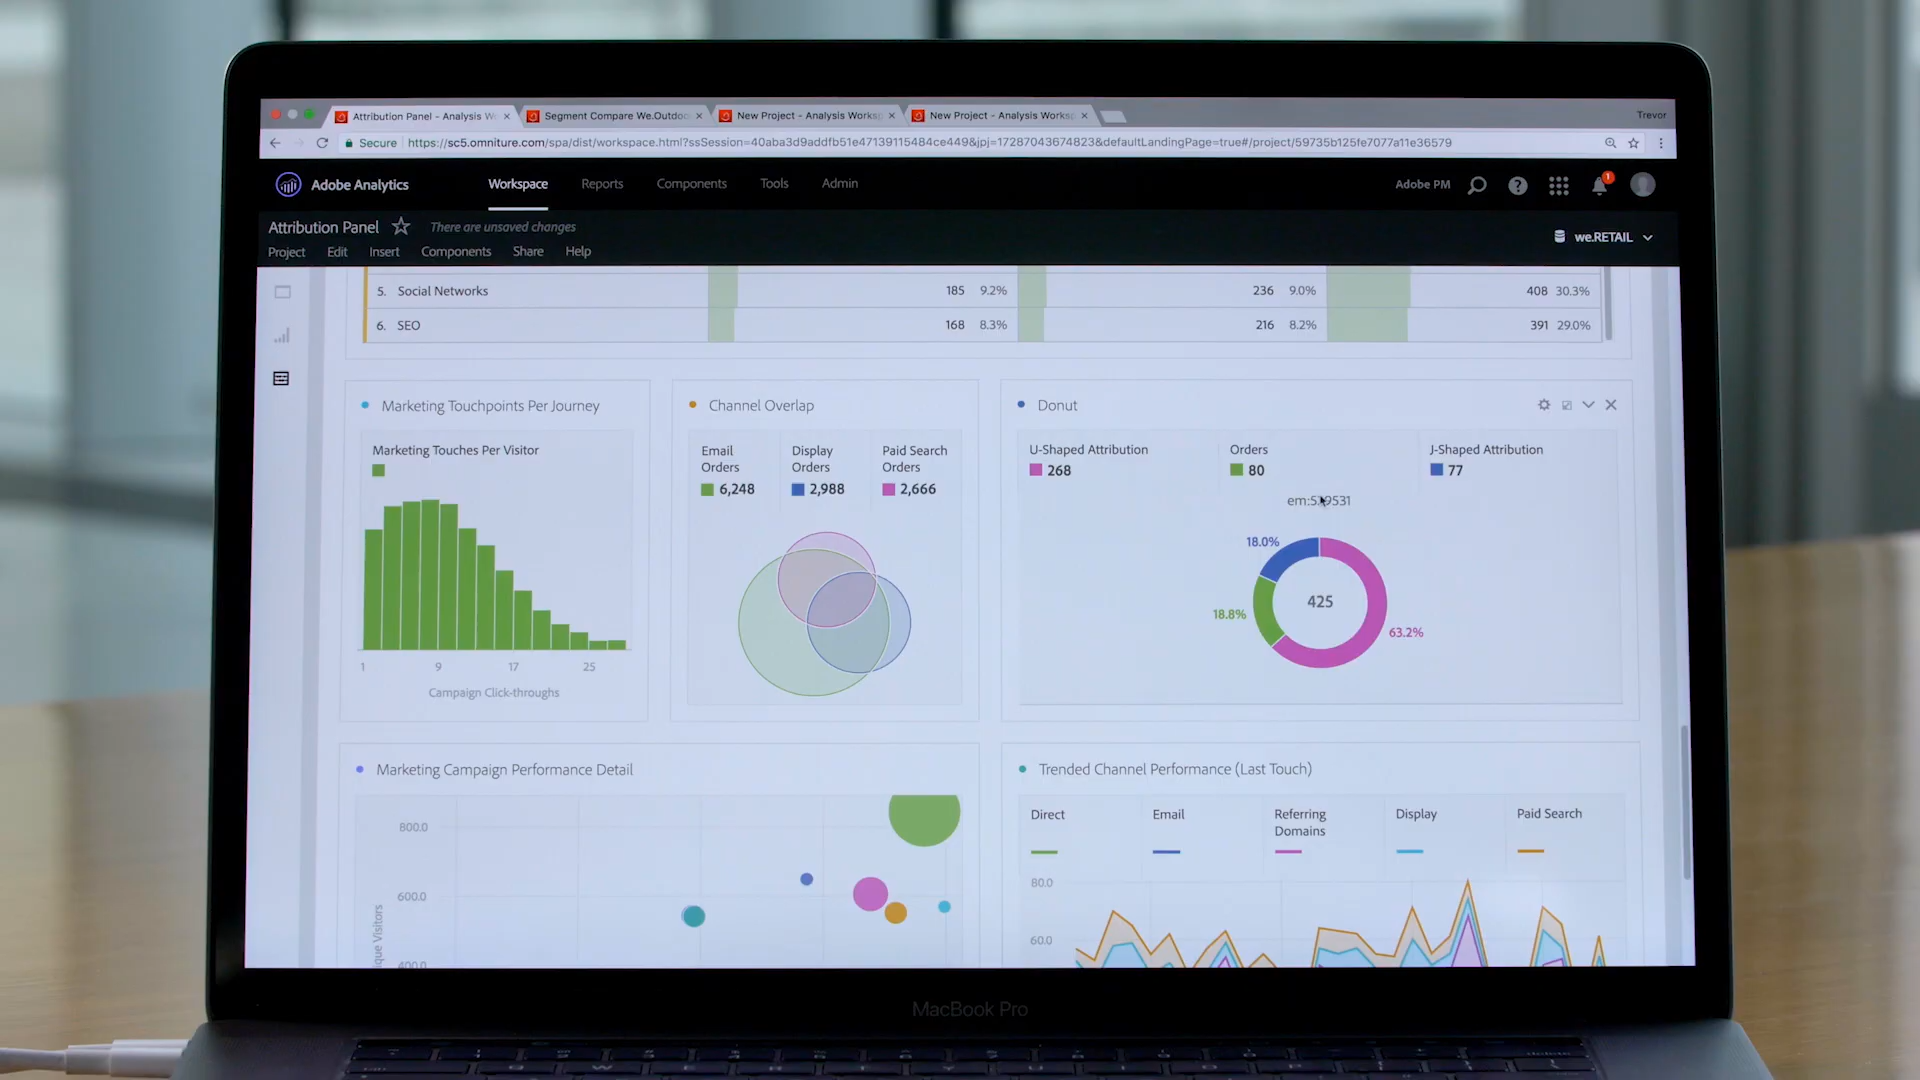 Attribution Panel - Analysis W
Segment Compare We.Outdoo
New Project - Analysis Works
New Project - Analysis Works
Trevor
Secure
https://sc5.omniture.com/spa/dist/workspace.html?ssSession=40aba3d9addfb51e47139115484ce449&jpj=17287043674823&defaultLandingPage=true#/project/59735b125fe7077a11e36579
Adobe Analytics
Workspace
Reports
Components
Tools
Admin
Adobe PM
1
Attribution Panel
There are unsaved changes
we.RETAIL
Project
Edit
Insert
Components
Share
Help
5. Social Networks 185 9.2% 236 9.0% 408 30.3%
6. SEO 168 8.3% 216 8.2% 391 29.0%
Marketing Touchpoints Per Journey
Marketing Touches Per Visitor
1 9 17 25
Campaign Click-throughs
Channel Overlap
Email Orders
6,248
Display Orders
2,988
Paid Search Orders
2,666
Donut
U-Shaped Attribution
268
Orders
80
J-Shaped Attribution
77
18.0%
18.8%
425
63.2%
Marketing Campaign Performance Detail
800.0
600.0
400.0
que Visitors
Trended Channel Performance (Last Touch)
Direct
Email
Referring Domains
Display
Paid Search
80.0
60.0
MacBook Pro